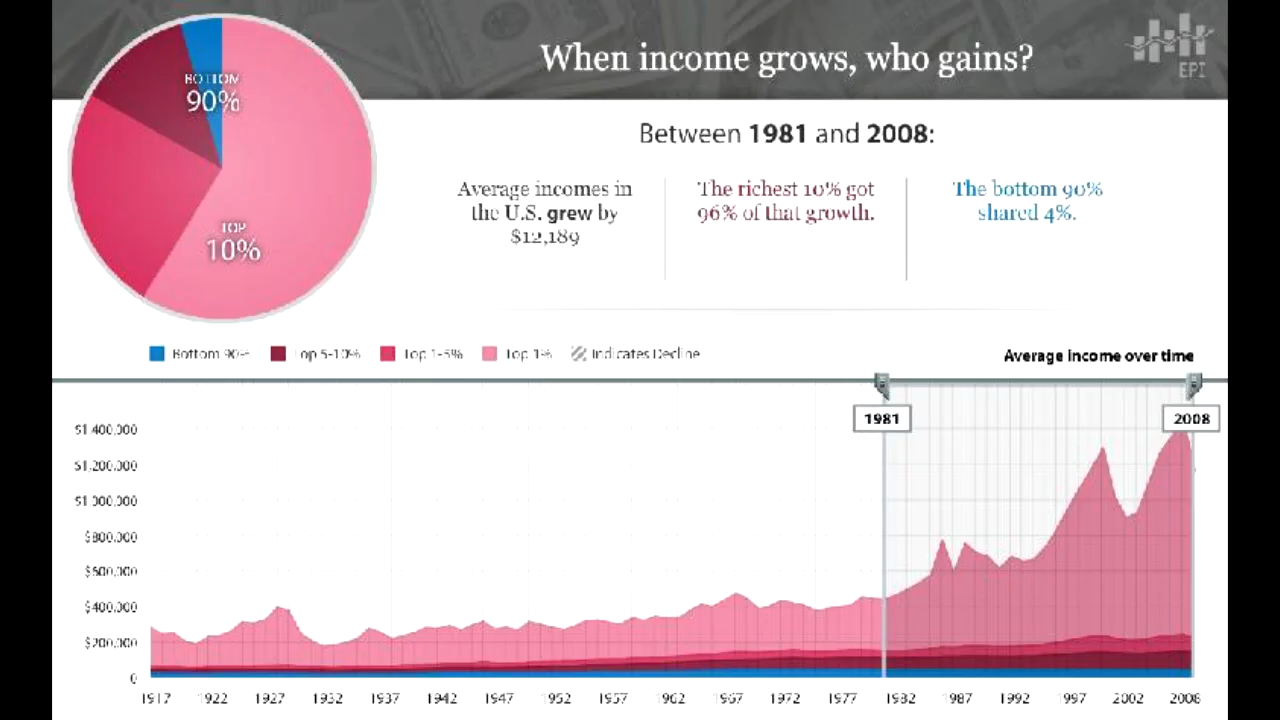 When income grows, who gains?
EPI
BOTTOM
90%
TOP
10%
Between 1981 and 2008:
Average incomes in
the U.S. grew by
$12,189
The richest 10% got
96% of that growth.
The bottom 90%
shared 4%.
Bottom 90% Top 5-10% Top 1-5% Top 1% Indicates Decline
Average income over time
1981 2008
$1,400,000
$1,200,000
$1,000,000
$800,000
$600,000
$400,000
$200,000
0
1917 1922 1927 1932 1937 1942 1947 1952 1957 1962 1967 1972 1977 1982 1987 1992 1997 2002 2008